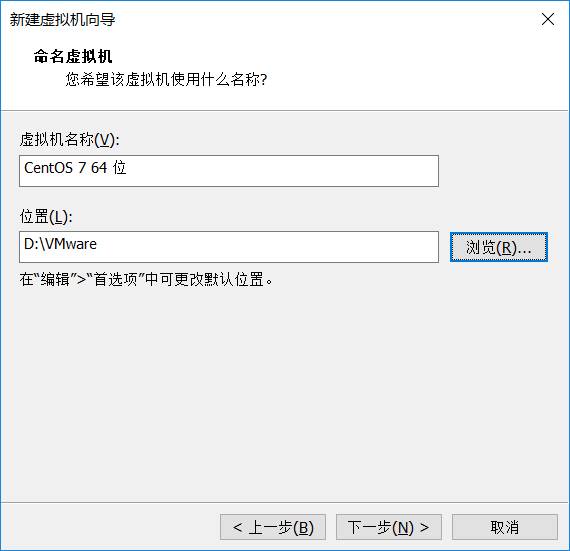 新建虚拟机向导
命名虚拟机
您希望该虚拟机使用什么名称?
虚拟机名称(V):
CentOS 7 64 位
位置(L):
D:\VMware
浏览(R)...
在“编辑”>“首选项”中可更改默认位置。
< 上一步(B)
下一步(N) >
取消